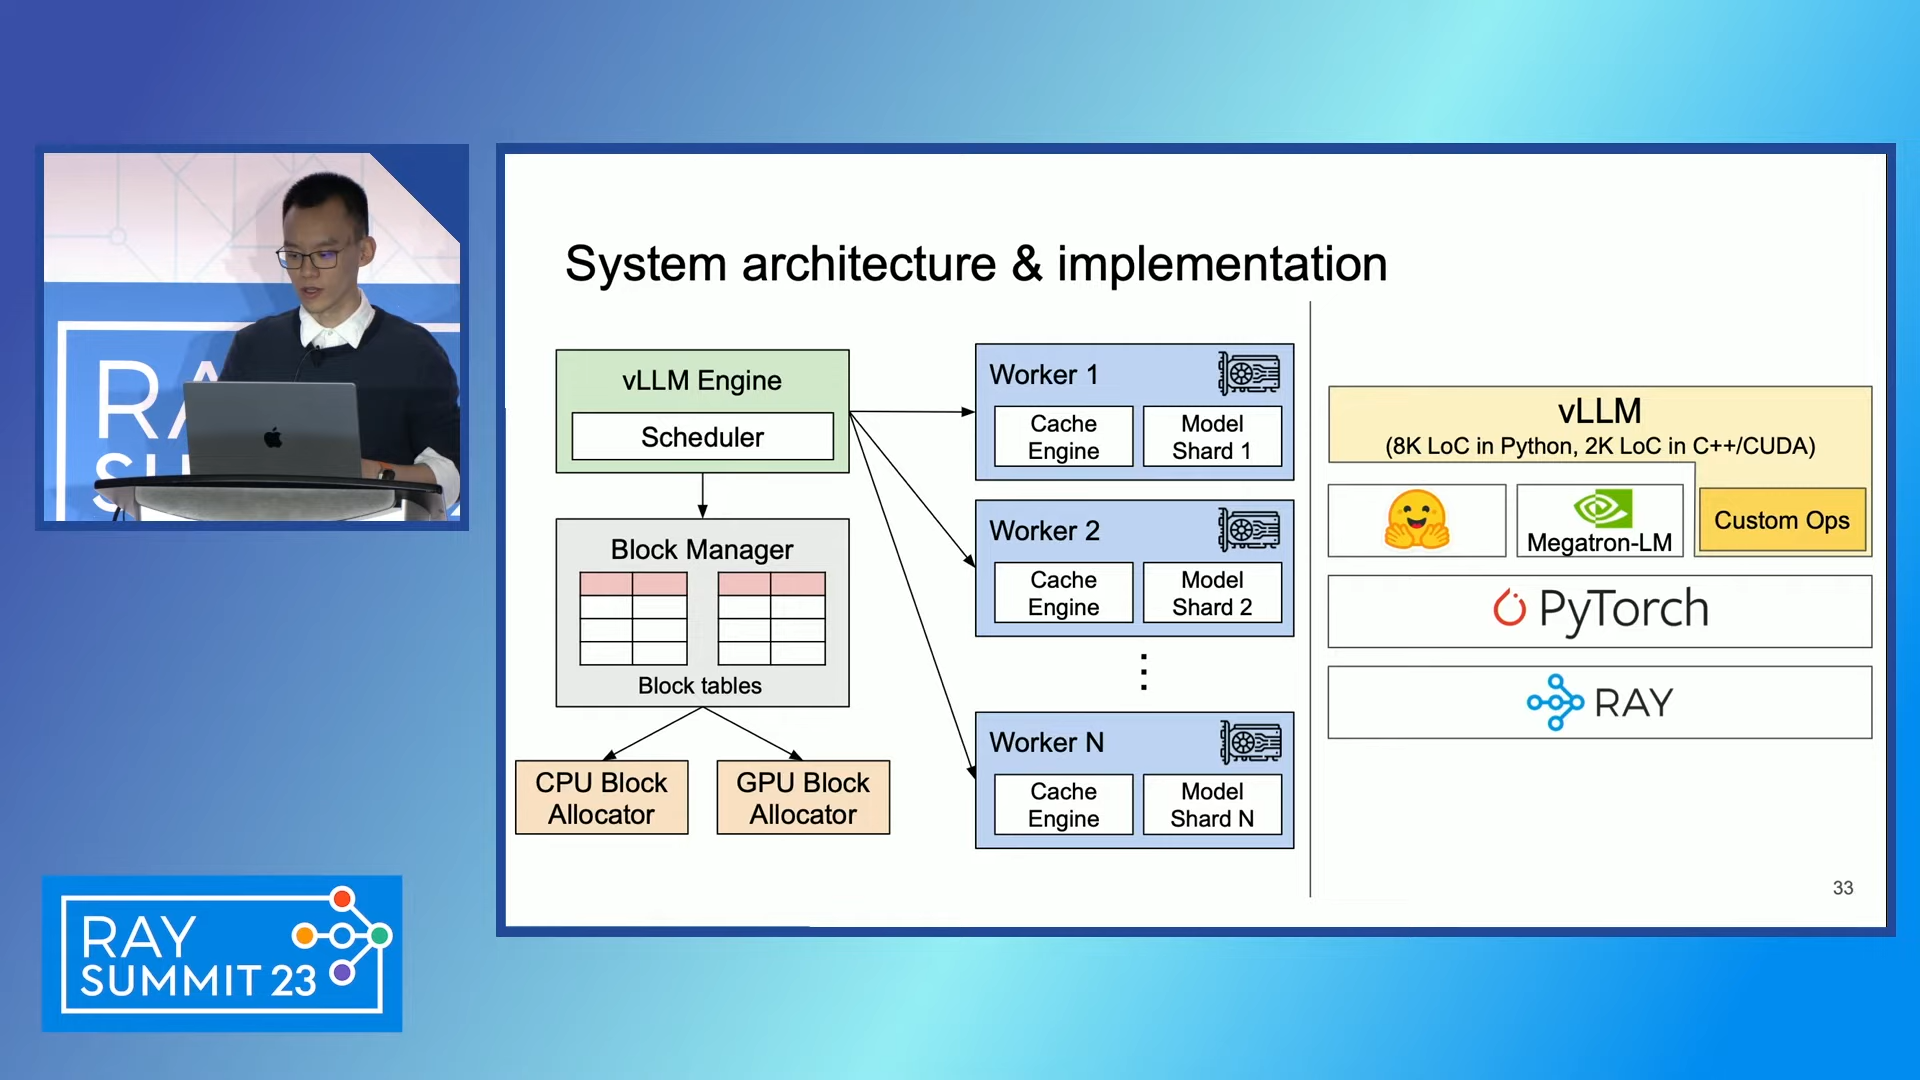 RA
SU
System architecture & implementation
vLLM Engine
Scheduler
Block Manager
Block tables
CPU Block
Allocator
GPU Block
Allocator
Worker 1
Cache
Engine
Model
Shard 1
Worker 2
Cache
Engine
Model
Shard 2
Worker N
Cache
Engine
Model
Shard N
vLLM
(8K LoC in Python, 2K LoC in C++/CUDA)
Megatron-LM
Custom Ops
PyTorch
RAY
33
RAY
SUMMIT 23